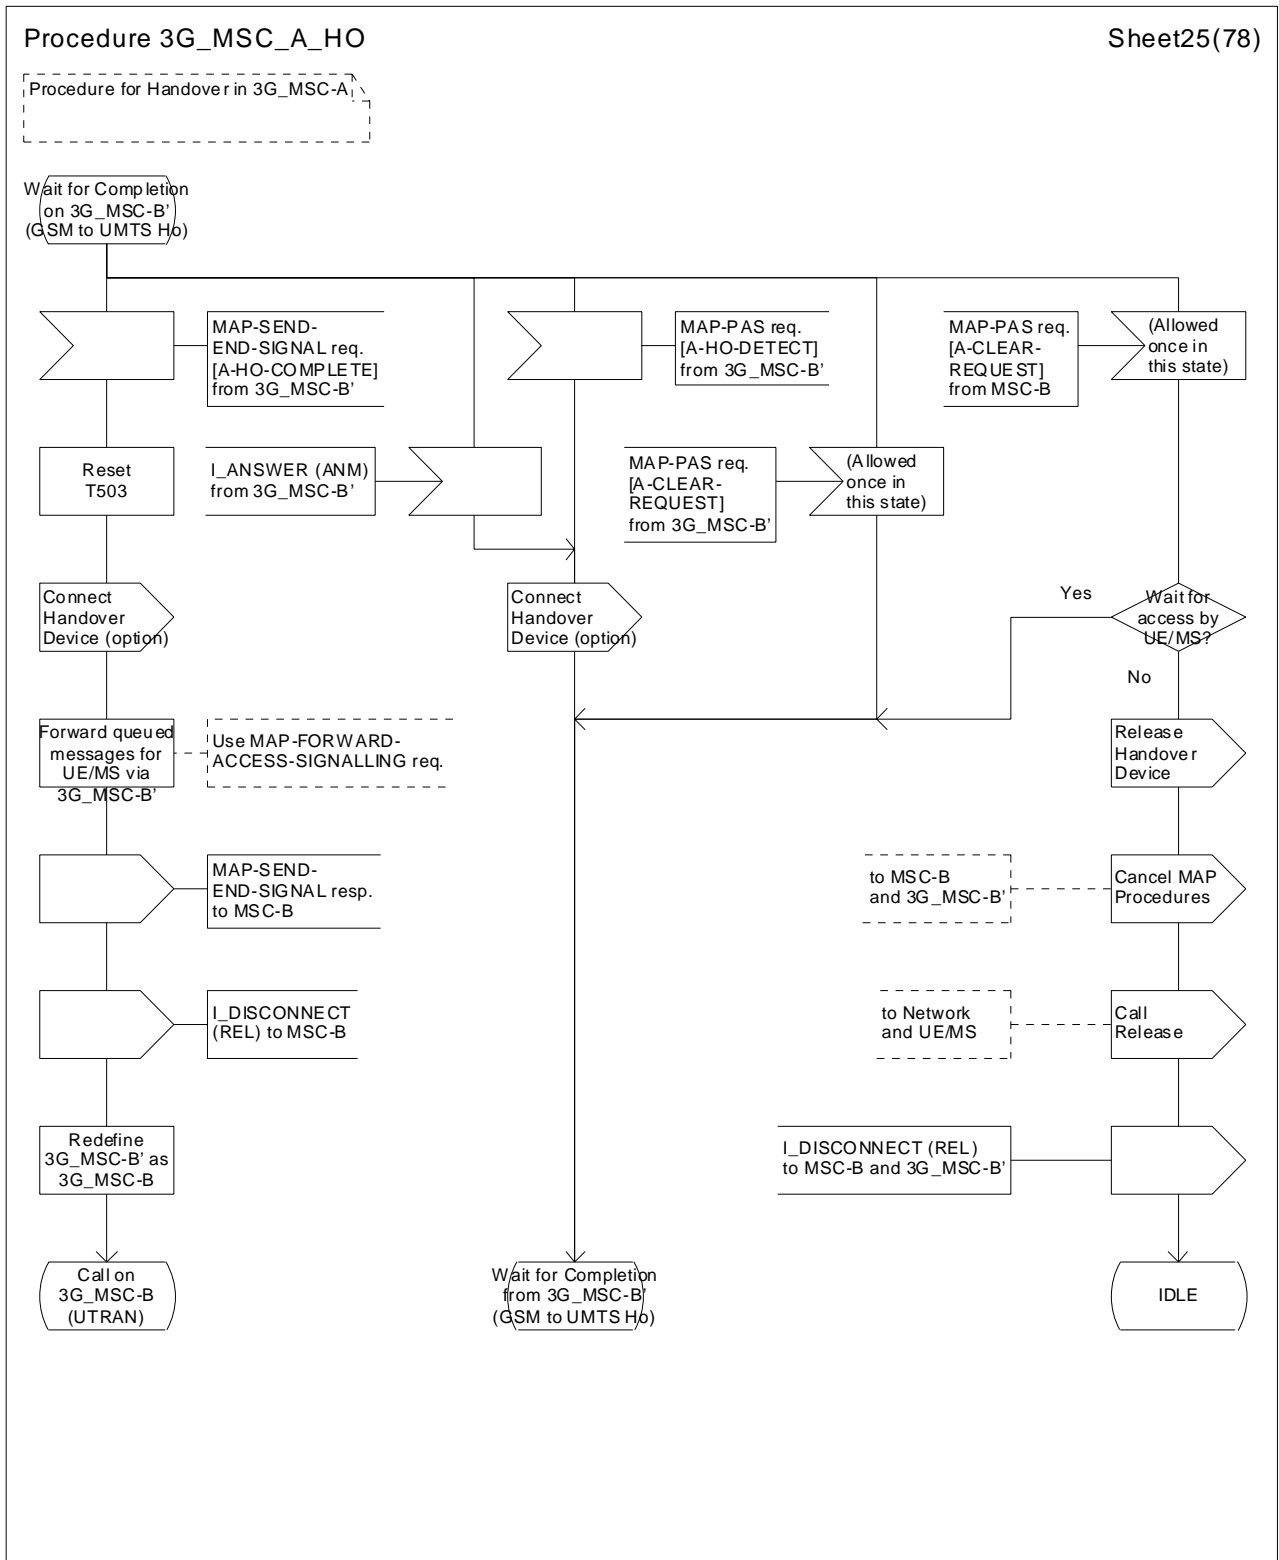 Procedure 3G_MSC_A_HO
Sheet25(78)
Procedure for Handover in 3G_MSC-A
Wait for Completion
on 3G_MSC-B'
(GSM to UMTS Ho)
MAP-SEND-
END-SIGNAL req.
[A-HO-COMPLETE]
from 3G_MSC-B'
MAP-PAS req.
[A-HO-DETECT]
from 3G_MSC-B'
MAP-PAS req.
[A-CLEAR-
REQUEST]
from MSC-B
(Allowed
once in
this state)
Reset
T503
I_ANSWER (ANM)
from 3G_MSC-B'
MAP-PAS req.
[A-CLEAR-
REQUEST]
from 3G_MSC-B'
(Allowed
once in
this state)
Connect
Handover
Device (option)
Connect
Handover
Device (option)
Yes
Wait for
access by
UE/MS?
No
Forward queued
messages for
UE/MS via
3G_MSC-B'
Use MAP-FORWARD-
ACCESS-SIGNALLING req.
Release
Handover
Device
MAP-SEND-
END-SIGNAL resp.
to MSC-B
to MSC-B
and 3G_MSC-B'
Cancel MAP
Procedures
I_DISCONNECT
(REL) to MSC-B
to Network
and UE/MS
Call
Release
Redefine
3G_MSC-B' as
3G_MSC-B
I_DISCONNECT (REL)
to MSC-B and 3G_MSC-B'
Call on
3G_MSC-B
(UTRAN)
Wait for Completion
from 3G_MSC-B'
(GSM to UMTS Ho)
IDLE